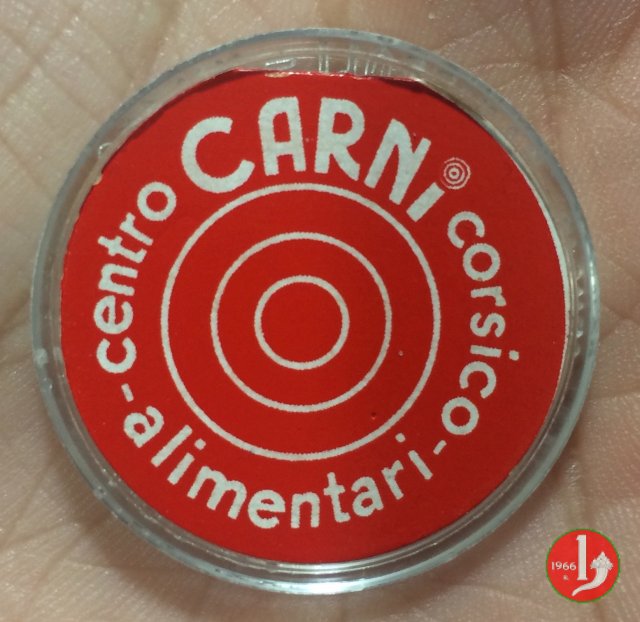 centro CARNi corsico
-alimentari-
1966